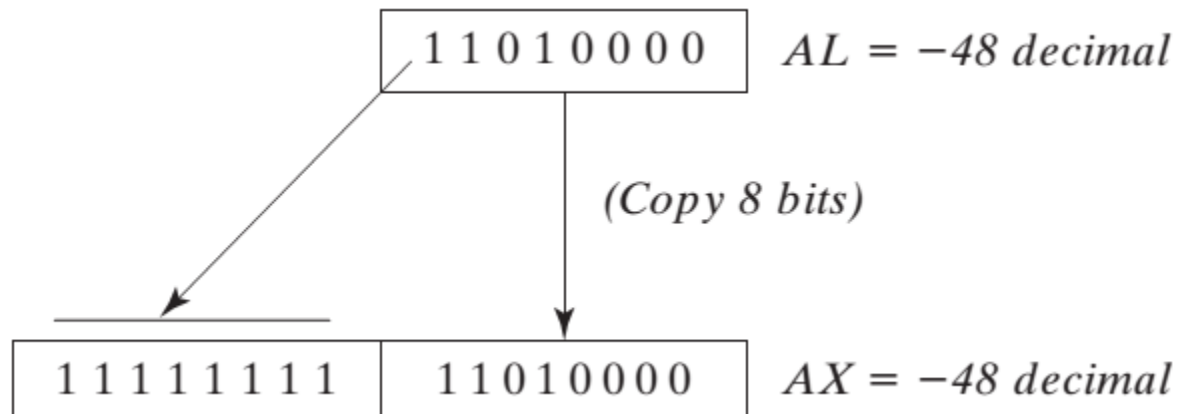 1 1 0 1 0 0 0 0 AL = −48 decimal
(Copy 8 bits)
1 1 1 1 1 1 1 1 1 1 0 1 0 0 0 0 AX = −48 decimal